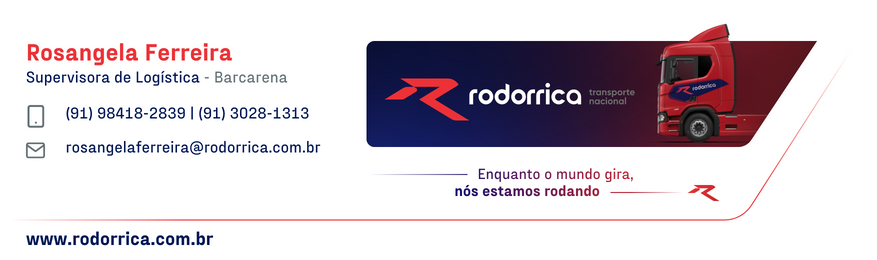 Rosangela Ferreira
Supervisora de Logística - Barcarena
(91) 98418-2839 | (91) 3028-1313
rosangelaferreira@rodorrica.com.br
rodorrica transporte
nacional
rodorrica
Enquanto o mundo gira,
nós estamos rodando
www.rodorrica.com.br